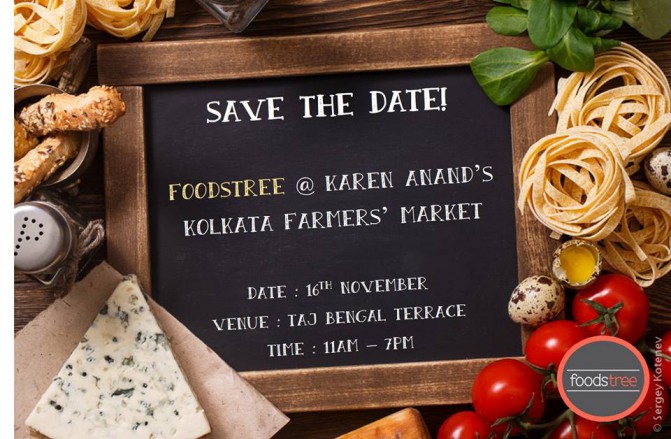 SAVE THE DATE!
FOODSTREE @ KAREN ANAND'S
KOLKATA FARMERS' MARKET
DATE : 16TH NOVEMBER
VENUE : TAJ BENGAL TERRACE
TIME : 11AM – 7PM
foodstree
© Sergey Kotenev